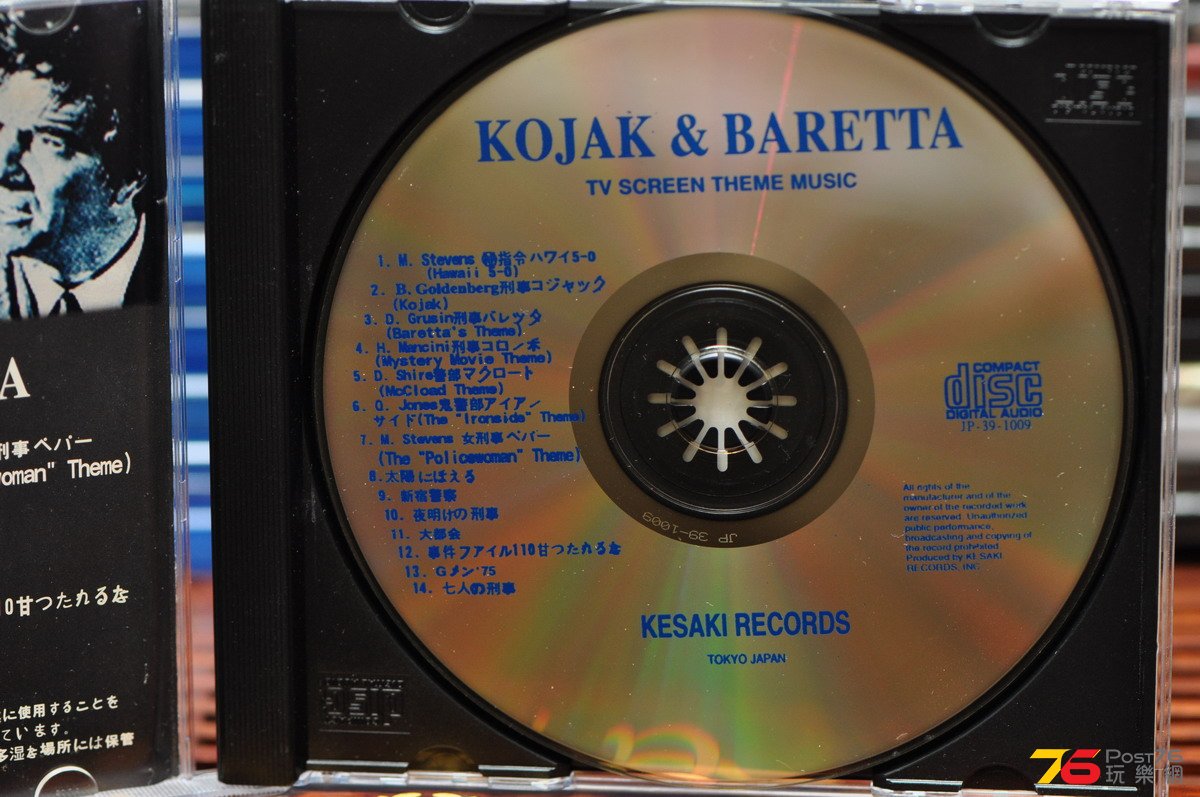 KOJAK & BARETTA
TV SCREEN THEME MUSIC
1. M. Stevens ㊙指令ハワイ5-0
(Hawaii 5-0)
2. B. Goldenberg刑事コジャック
(Kojak)
3. D. Grusin刑事バレッタ
(Baretta's Theme)
4. H. Mancini刑事コロンボ
(Mystery Movie Theme)
5. D. Shire警部マクロート
(McCload Theme)
6. Q. Jones鬼警部アイアン
サイド(The "Ironside" Theme)
7. M. Stevens 女刑事ペパー
(The "Policewoman" Theme)
8.太陽にほえる
9. 新宿警察
10. 夜明けの刑事
11. 大都会
12. 事件ファイル110甘つたれるな
13. Gメン'75
14. 七人の刑事
COMPACT
disc
DIGITAL AUDIO
JP-39-1009
All rights of the
manufacturer and of the
owner of the recorded work
are reserved. Unauthorized
public performance,
broadcasting and copying of
the record prohibited.
Produced by KESAKI
RECORDS, INC
JP 39-1009
KESAKI RECORDS
TOKYO JAPAN
A
刑事ペパー
woman" Theme)
10甘つたれるな
に使用することを
ています。
多湿を場所には保管
76
POST76
玩樂網